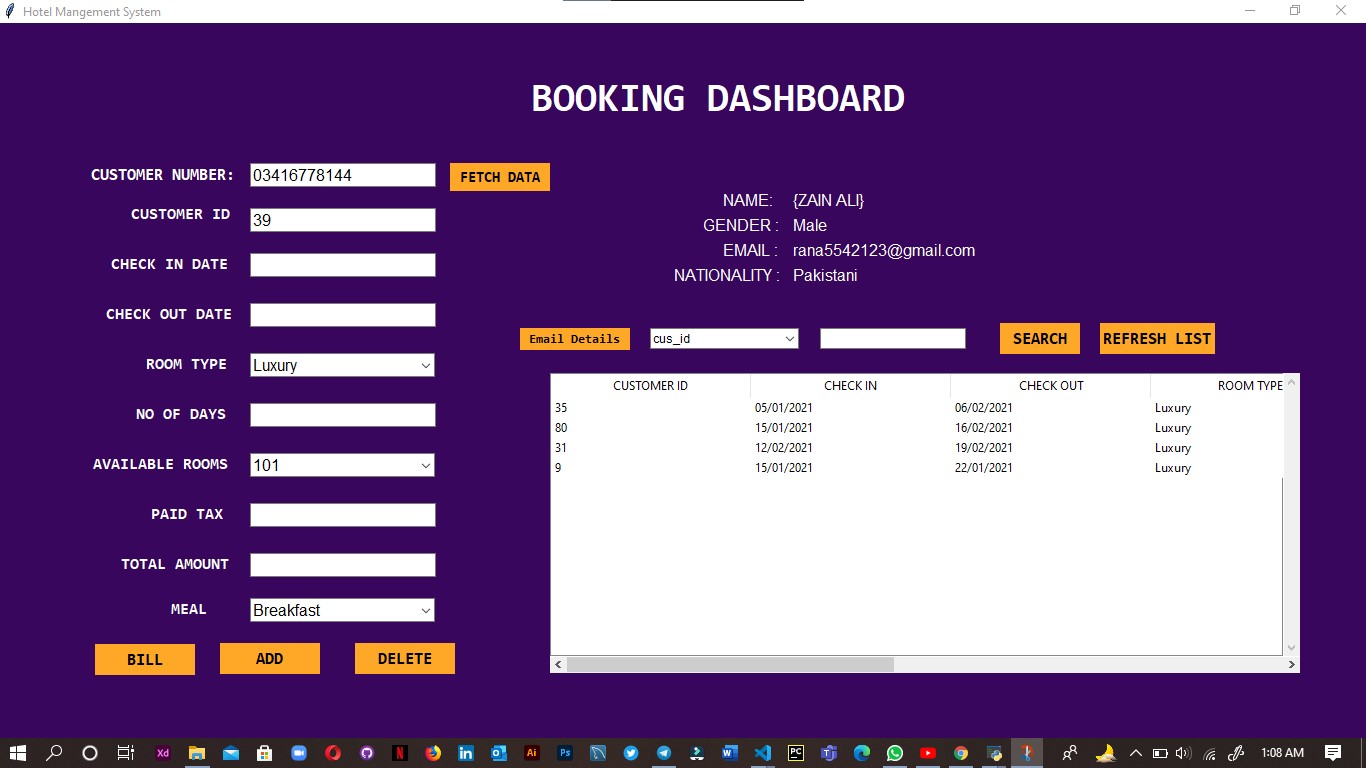 Hotel Mangement System
BOOKING DASHBOARD
CUSTOMER NUMBER: 03416778144 FETCH DATA
CUSTOMER ID 39
CHECK IN DATE
CHECK OUT DATE
ROOM TYPE Luxury
NO OF DAYS
AVAILABLE ROOMS 101
PAID TAX
TOTAL AMOUNT
MEAL Breakfast
BILL ADD DELETE
NAME: {ZAIN ALI}
GENDER : Male
EMAIL : rana5542123@gmail.com
NATIONALITY : Pakistani
Email Details cus_id SEARCH REFRESH LIST
CUSTOMER ID CHECK IN CHECK OUT ROOM TYPE
35 05/01/2021 06/02/2021 Luxury
80 15/01/2021 16/02/2021 Luxury
31 12/02/2021 19/02/2021 Luxury
9 15/01/2021 22/01/2021 Luxury
Xd N in Ai Ps W PC 1:08 AM